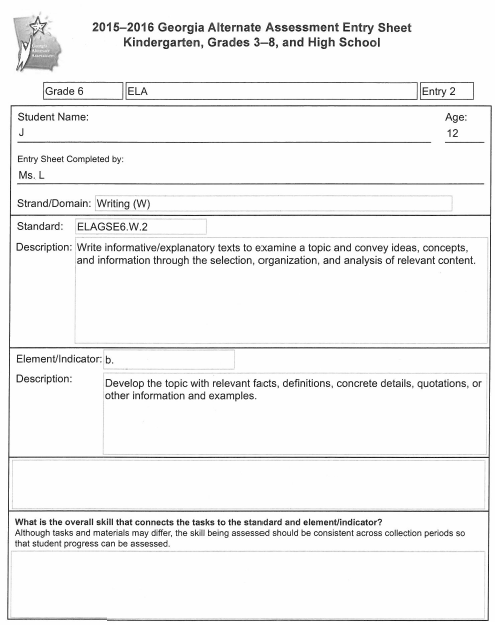 2015–2016 Georgia Alternate Assessment Entry Sheet
Kindergarten, Grades 3–8, and High School
Georgia
Alternate
Assessment
Grade 6 ELA Entry 2
Student Name: Age:
J 12
Entry Sheet Completed by:
Ms. L
Strand/Domain: Writing (W)
Standard: ELAGSE6.W.2
Description: Write informative/explanatory texts to examine a topic and convey ideas, concepts,
and information through the selection, organization, and analysis of relevant content.
Element/Indicator: b.
Description: Develop the topic with relevant facts, definitions, concrete details, quotations, or
other information and examples.
What is the overall skill that connects the tasks to the standard and element/indicator?
Although tasks and materials may differ, the skill being assessed should be consistent across collection periods so
that student progress can be assessed.